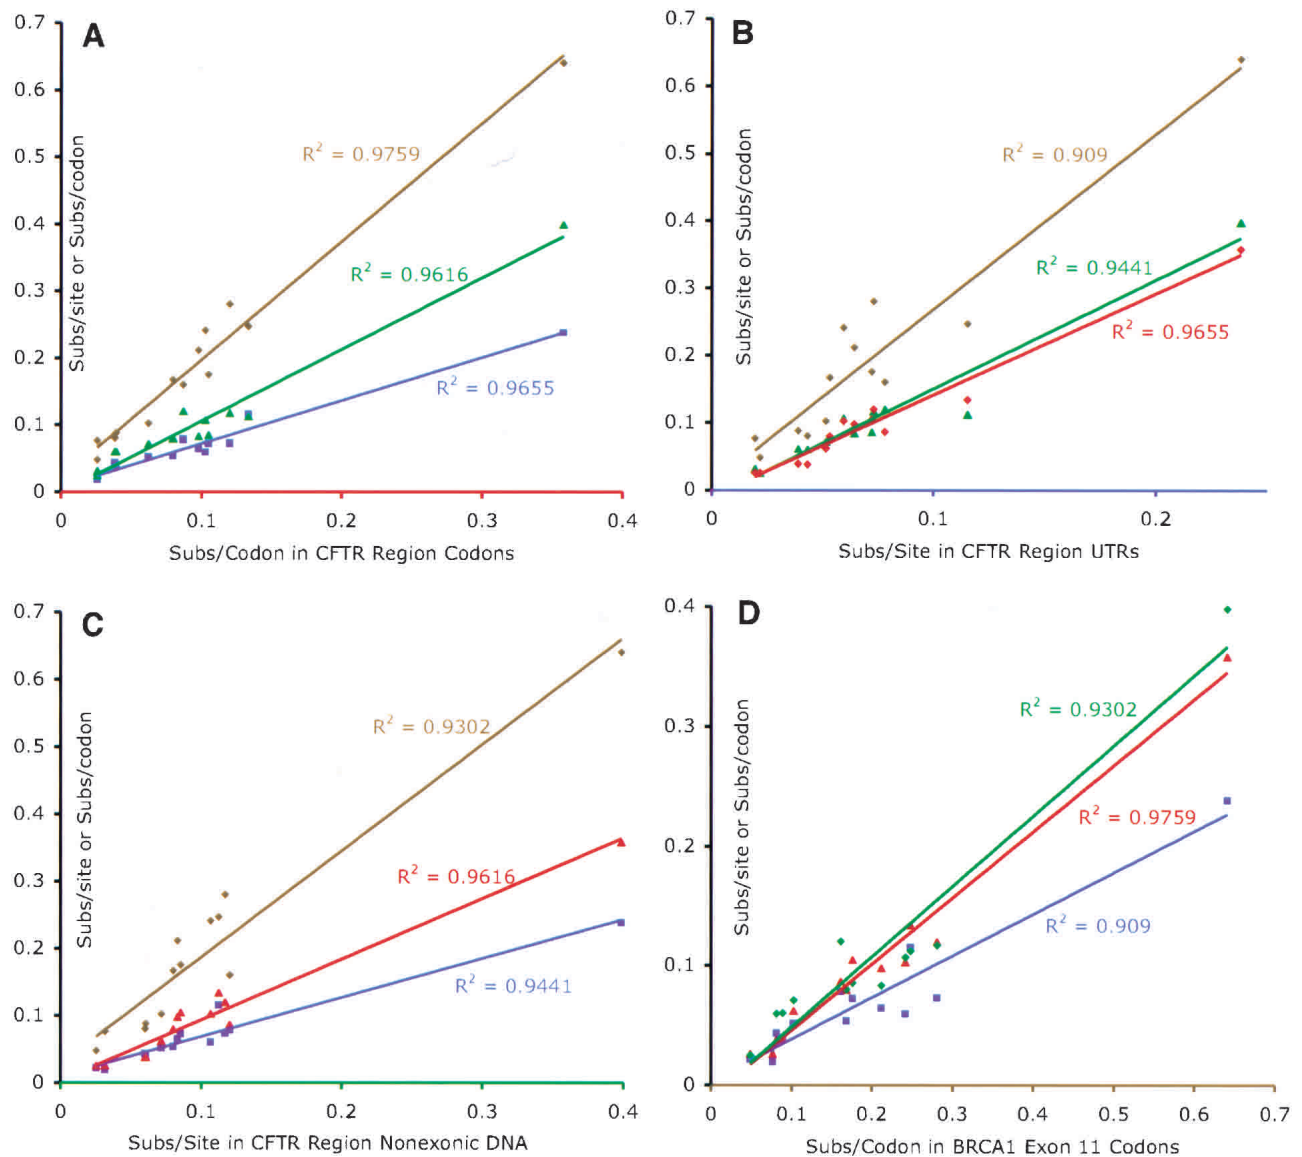 A
0.7
0.6
0.5
0.4
0.3
0.2
0.1
0
Subs/site or Subs/codon
R² = 0.9759
R² = 0.9616
R² = 0.9655
0 0.1 0.2 0.3 0.4
Subs/Codon in CFTR Region Codons
B
0.7
0.6
0.5
0.4
0.3
0.2
0.1
0
Subs/site or Subs/codon
R² = 0.909
R² = 0.9441
R² = 0.9655
0 0.1 0.2
Subs/Site in CFTR Region UTRs
C
0.7
0.6
0.5
0.4
0.3
0.2
0.1
0
Subs/site or Subs/codon
R² = 0.9302
R² = 0.9616
R² = 0.9441
0 0.1 0.2 0.3 0.4
Subs/Site in CFTR Region Nonexonic DNA
D
0.4
0.3
0.2
0.1
0
Subs/site or Subs/codon
R² = 0.9302
R² = 0.9759
R² = 0.909
0 0.1 0.2 0.3 0.4 0.5 0.6 0.7
Subs/Codon in BRCA1 Exon 11 Codons